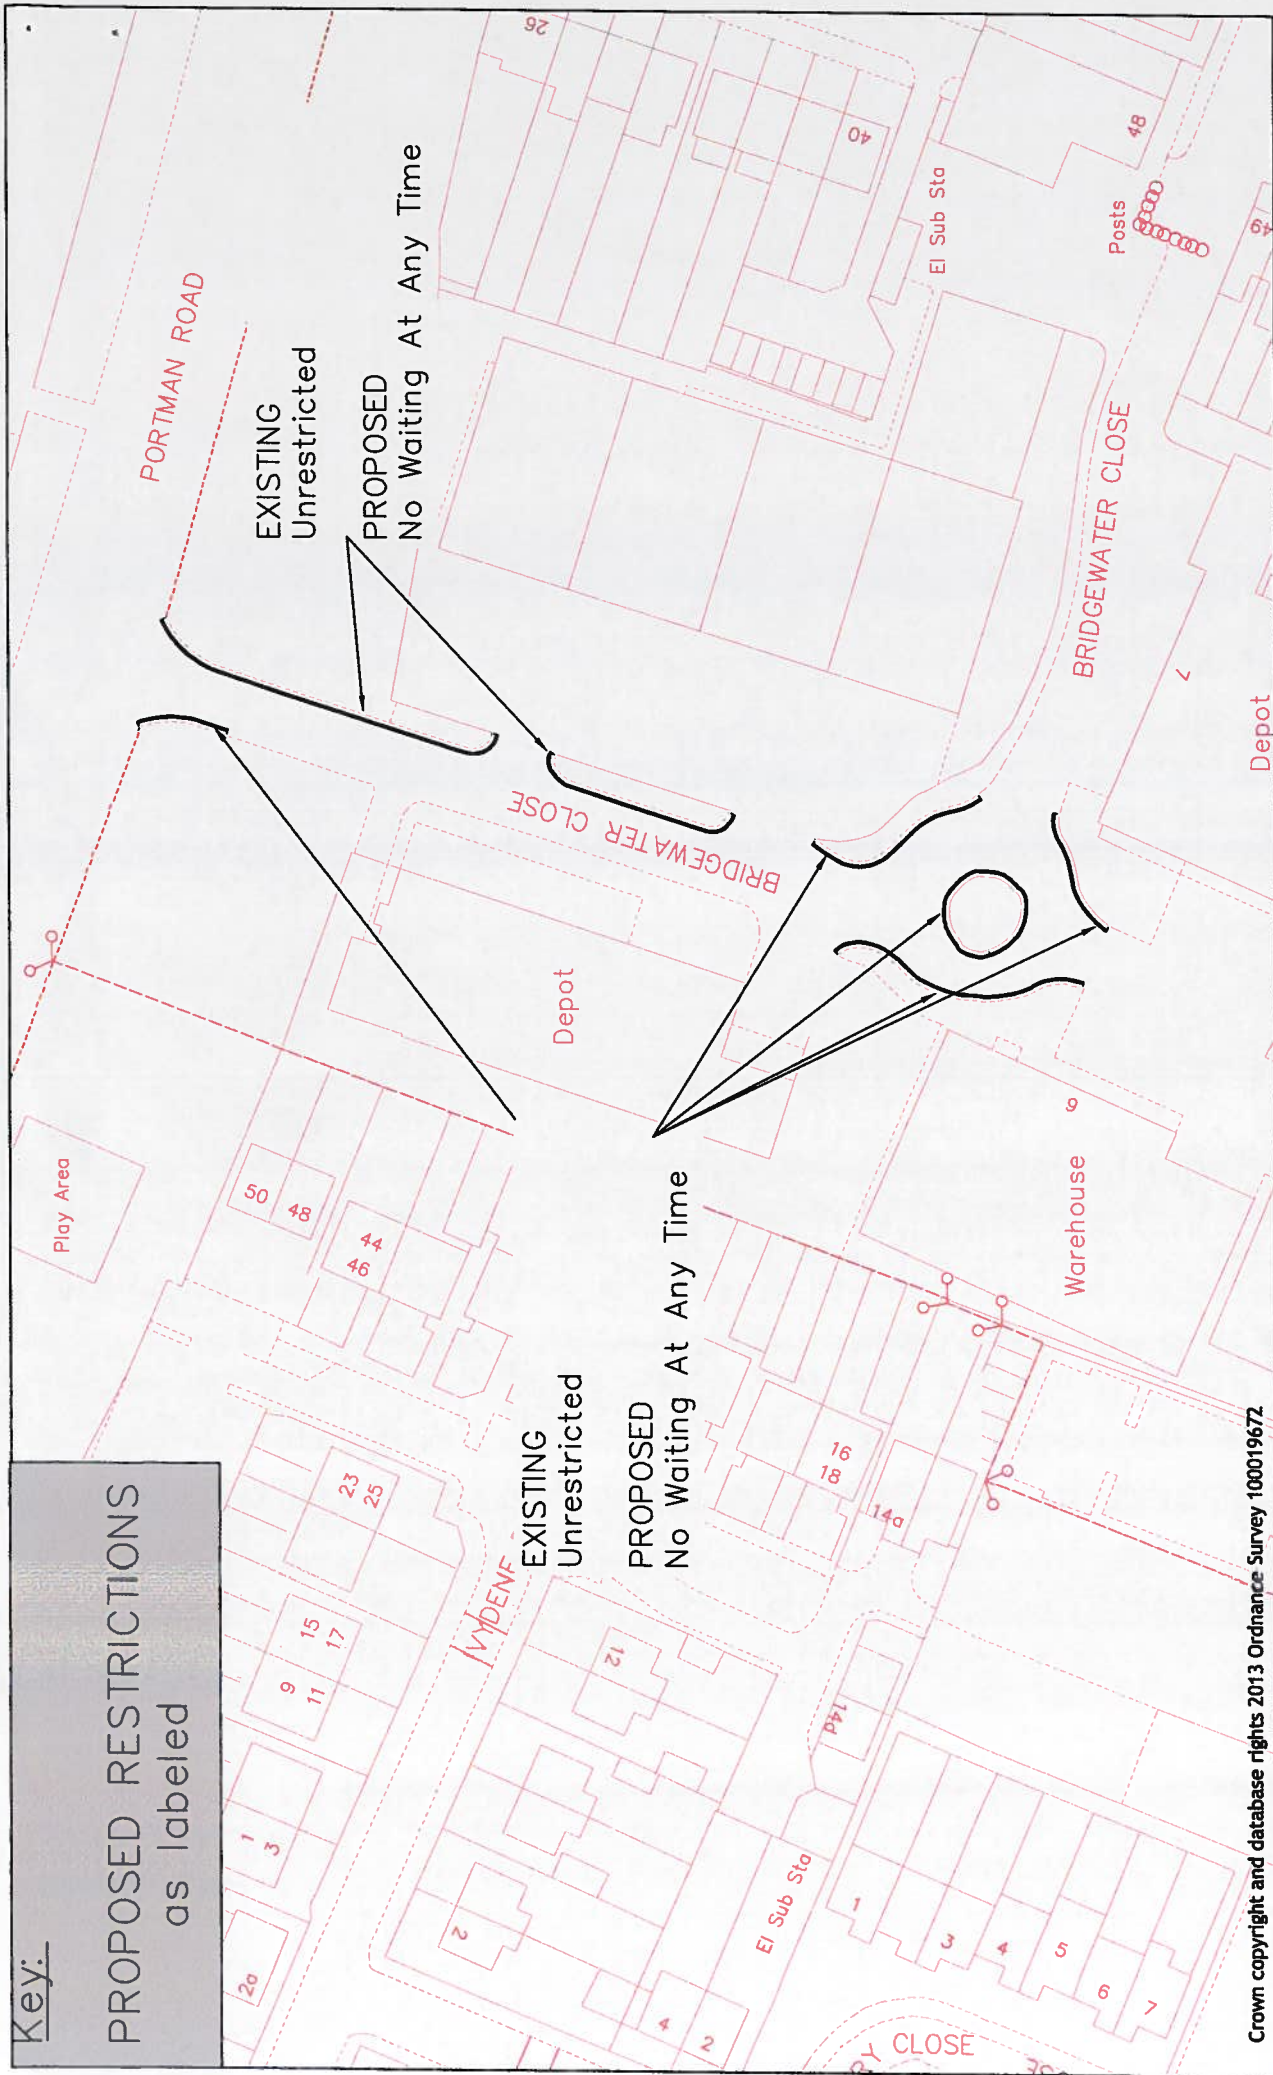 Key:
PROPOSED RESTRICTIONS
as labeled
PORTMAN ROAD
EXISTING
Unrestricted
PROPOSED
No Waiting At Any Time
EXISTING
Unrestricted
PROPOSED
No Waiting At Any Time
BRIDGEWATER CLOSE
BRIDGEWATER CLOSE
Play Area
Depot
Warehouse
9
Depot
7
El Sub Sta
Posts
26
40
48
49
50
48
44
46
23
25
15
17
9
11
1
3
2a
12
2
16
18
14a
14d
El Sub Sta
4
2
1
3
4
5
6
7
CLOSE
Crown copyright and database rights 2013 Ordnance Survey 100019672